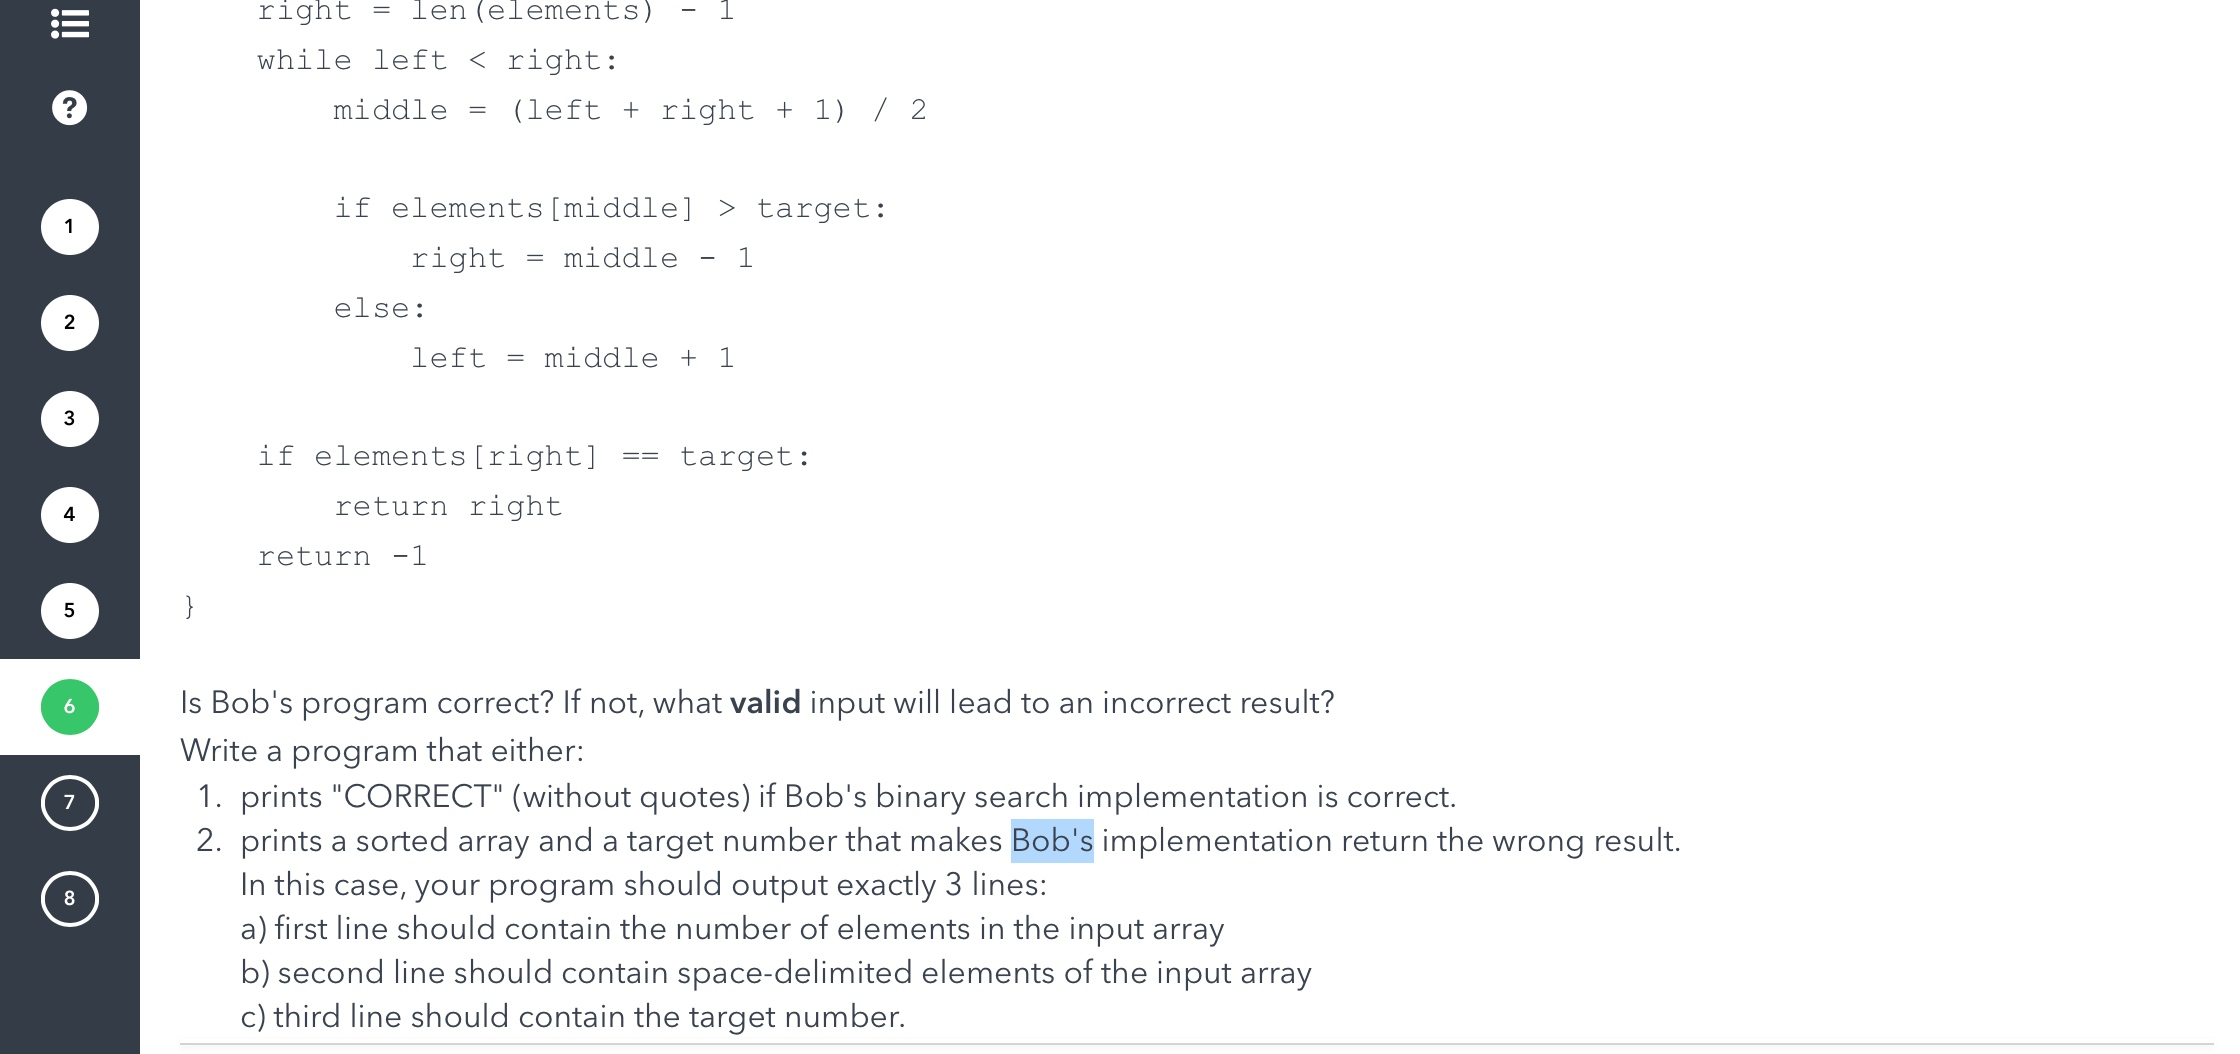 right = len(elements) - 1
while left < right:
middle = (left + right + 1) / 2
if elements[middle] > target:
right = middle - 1
else:
left = middle + 1
if elements[right] == target:
return right
return -1
}
?
1
2
3
4
5
6
7
8
Is Bob's program correct? If not, what valid input will lead to an incorrect result?
Write a program that either:
1. prints "CORRECT" (without quotes) if Bob's binary search implementation is correct.
2. prints a sorted array and a target number that makes Bob's implementation return the wrong result.
In this case, your program should output exactly 3 lines:
a) first line should contain the number of elements in the input array
b) second line should contain space-delimited elements of the input array
c) third line should contain the target number.